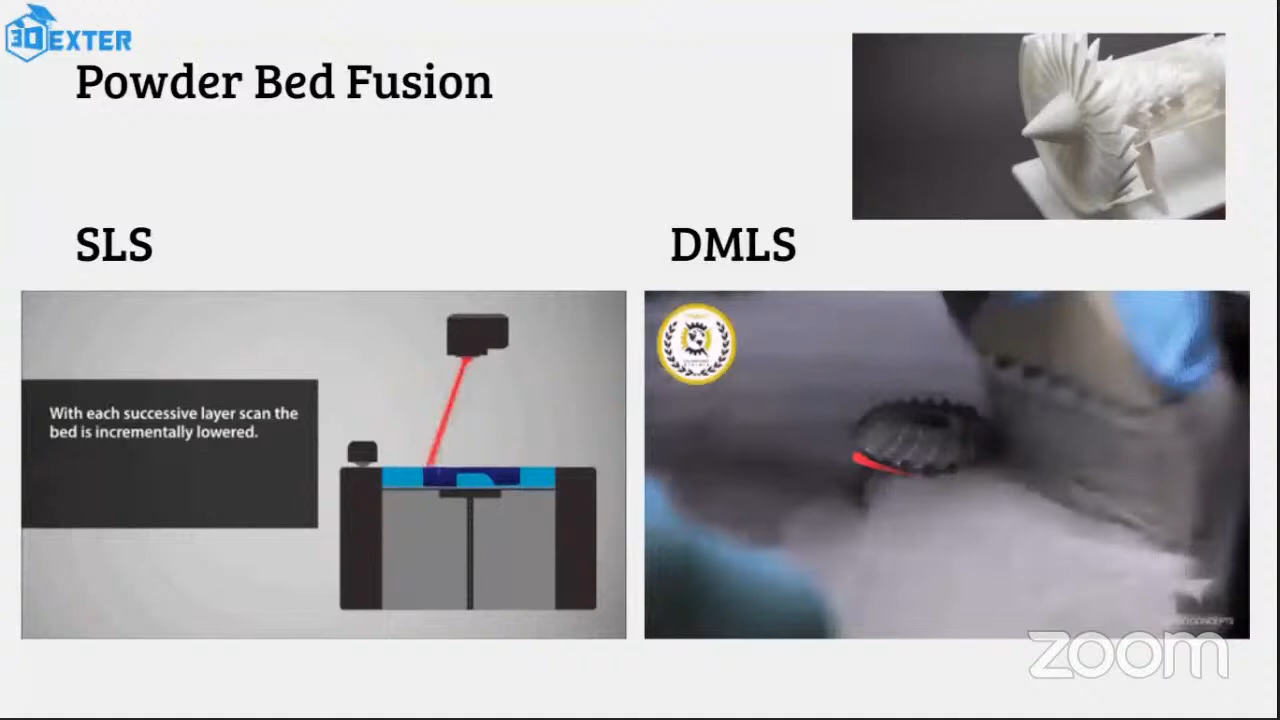 3DEXTER
Powder Bed Fusion
SLS
DMLS
With each successive layer scan the
bed is incrementally lowered.
zoom